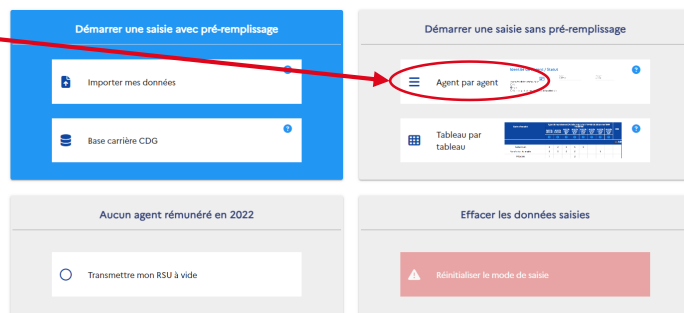 Démarrer une saisie avec pré-remplissage
Importer mes données
?
Base carrière CDG
?
Démarrer une saisie sans pré-remplissage
Agent par agent
?
Tableau par
tableau
?
Aucun agent rémunéré en 2022
Transmettre mon RSU à vide
Effacer les données saisies
Réinitialiser le mode de saisie